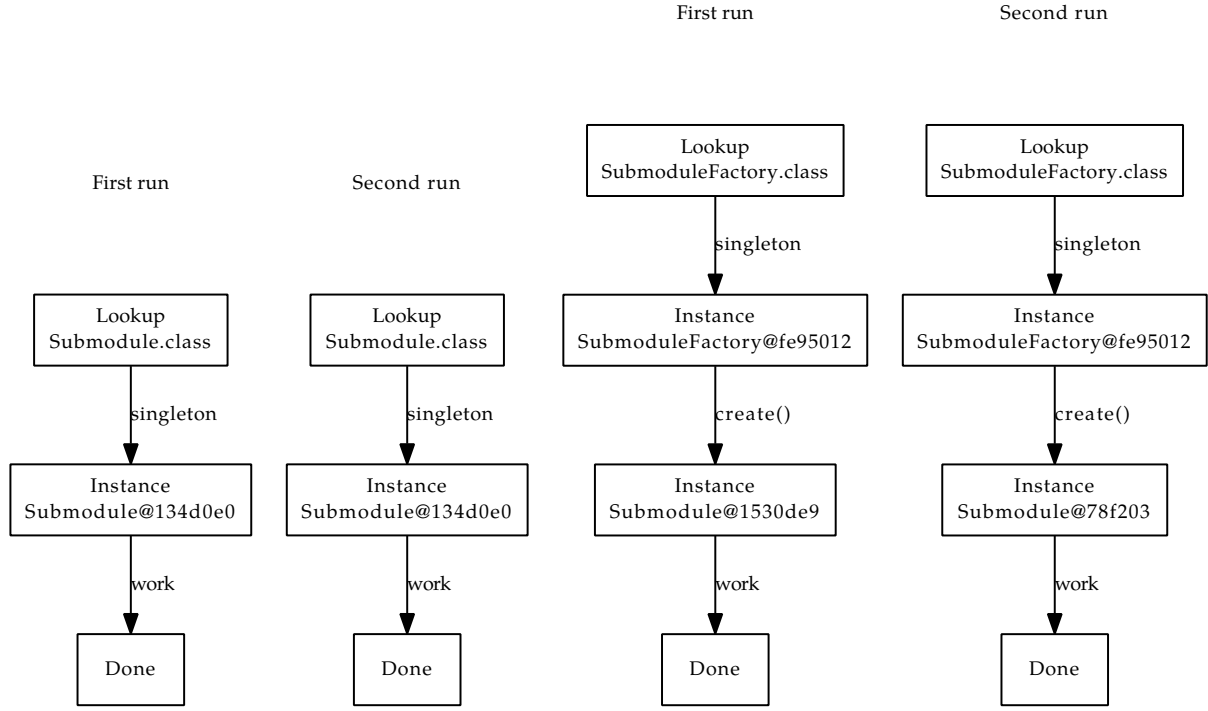 First run
Second run
Lookup
SubmoduleFactory.class
Lookup
SubmoduleFactory.class
First run
Second run
singleton
singleton
Lookup
Submodule.class
Lookup
Submodule.class
Instance
SubmoduleFactory@fe95012
Instance
SubmoduleFactory@fe95012
singleton
singleton
create()
create()
Instance
Submodule@134d0e0
Instance
Submodule@134d0e0
Instance
Submodule@1530de9
Instance
Submodule@78f203
work
work
work
work
Done
Done
Done
Done